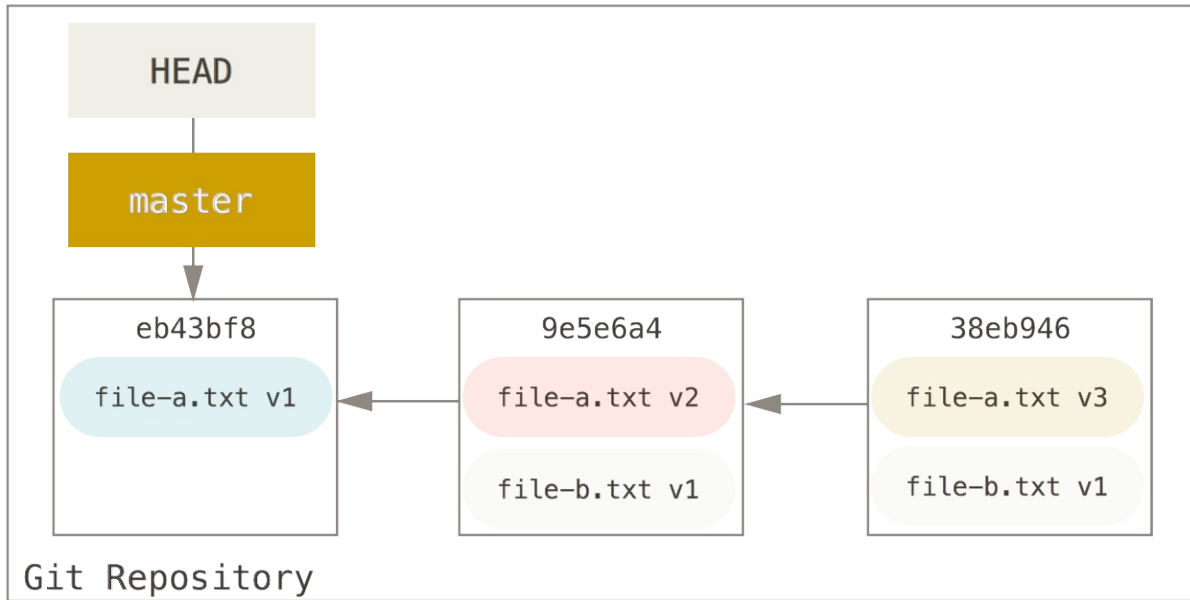 HEAD
master
eb43bf8
file-a.txt v1
9e5e6a4
file-a.txt v2
file-b.txt v1
38eb946
file-a.txt v3
file-b.txt v1
Git Repository